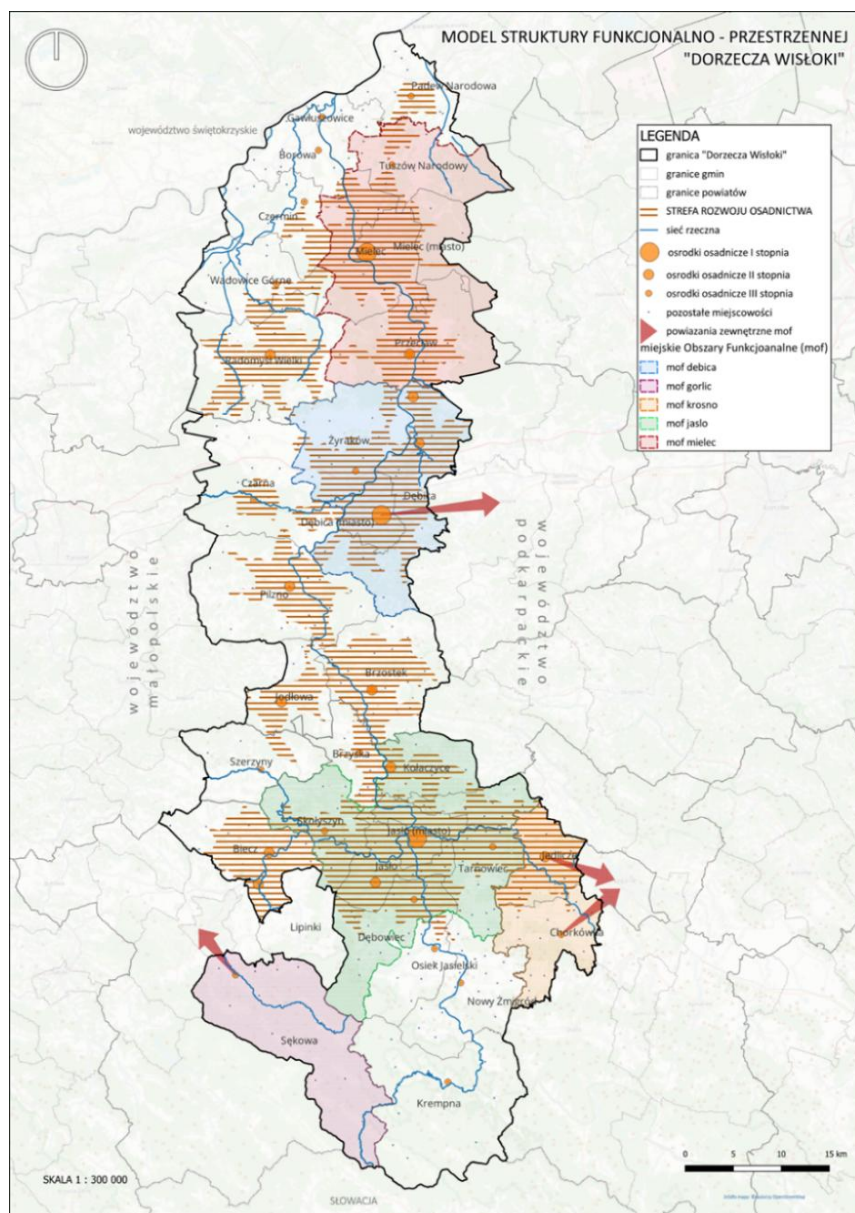 MODEL STRUKTURY FUNKCJONALNO - PRZESTRZENNEJ
"DORZECZA WISŁOKI"
Padew Narodowa
Gawłuszowice
województwo świętokrzyskie
Borowa
Tuszów Narodowy
Czermin
Mielec (miasto)
Mielec
Wadowice Górne
Przecław
Radomyśl Wielki
Żyraków
Czarna
Dębica
Dębica (miasto)
województwo
małopolskie
województwo
podkarpackie
Pilzno
Brzostek
Jodłowa
Brzyska
Szerzyny
Kołaczyce
Skołyszyn
Jasło (miasto)
Biecz
Jedlicze
Jasło
Tarnowiec
Lipinki
Dębowiec
Chorkówka
Osiek Jasielski
Nowy Żmigród
Sękowa
Krempna
LEGENDA
granica "Dorzecza Wisłoki"
granice gmin
granice powiatów
STREFA ROZWOJU OSADNICTWA
sieć rzeczna
osrodki osadnicze I stopnia
ośrodki osadnicze II stopnia
ośrodki osadnicze III stopnia
pozostałe miejscowości
powiazania zewnętrzne mof
miejskie Obszary Funkcjoanalne (mof)
mof debica
mof gorlic
mof krosno
mof jaslo
mof mielec
0 5 10 15 km
SKALA 1 : 300 000
SŁOWACJA